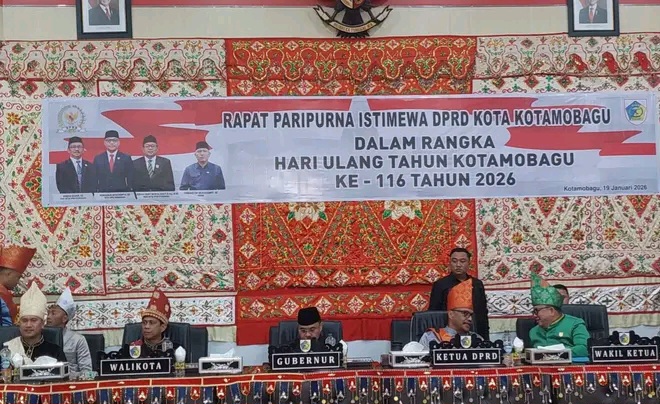 RAPAT PARIPURNA ISTIMEWA DPRD KOTA KOTAMOBAGU
DALAM RANGKA
HARI ULANG TAHUN KOTAMOBAGU
KE - 116 TAHUN 2026
Kotamobagu, 19 Januari 2026
WALIKOTA
GUBERNUR
KETUA DPRD
WAKIL KETUA